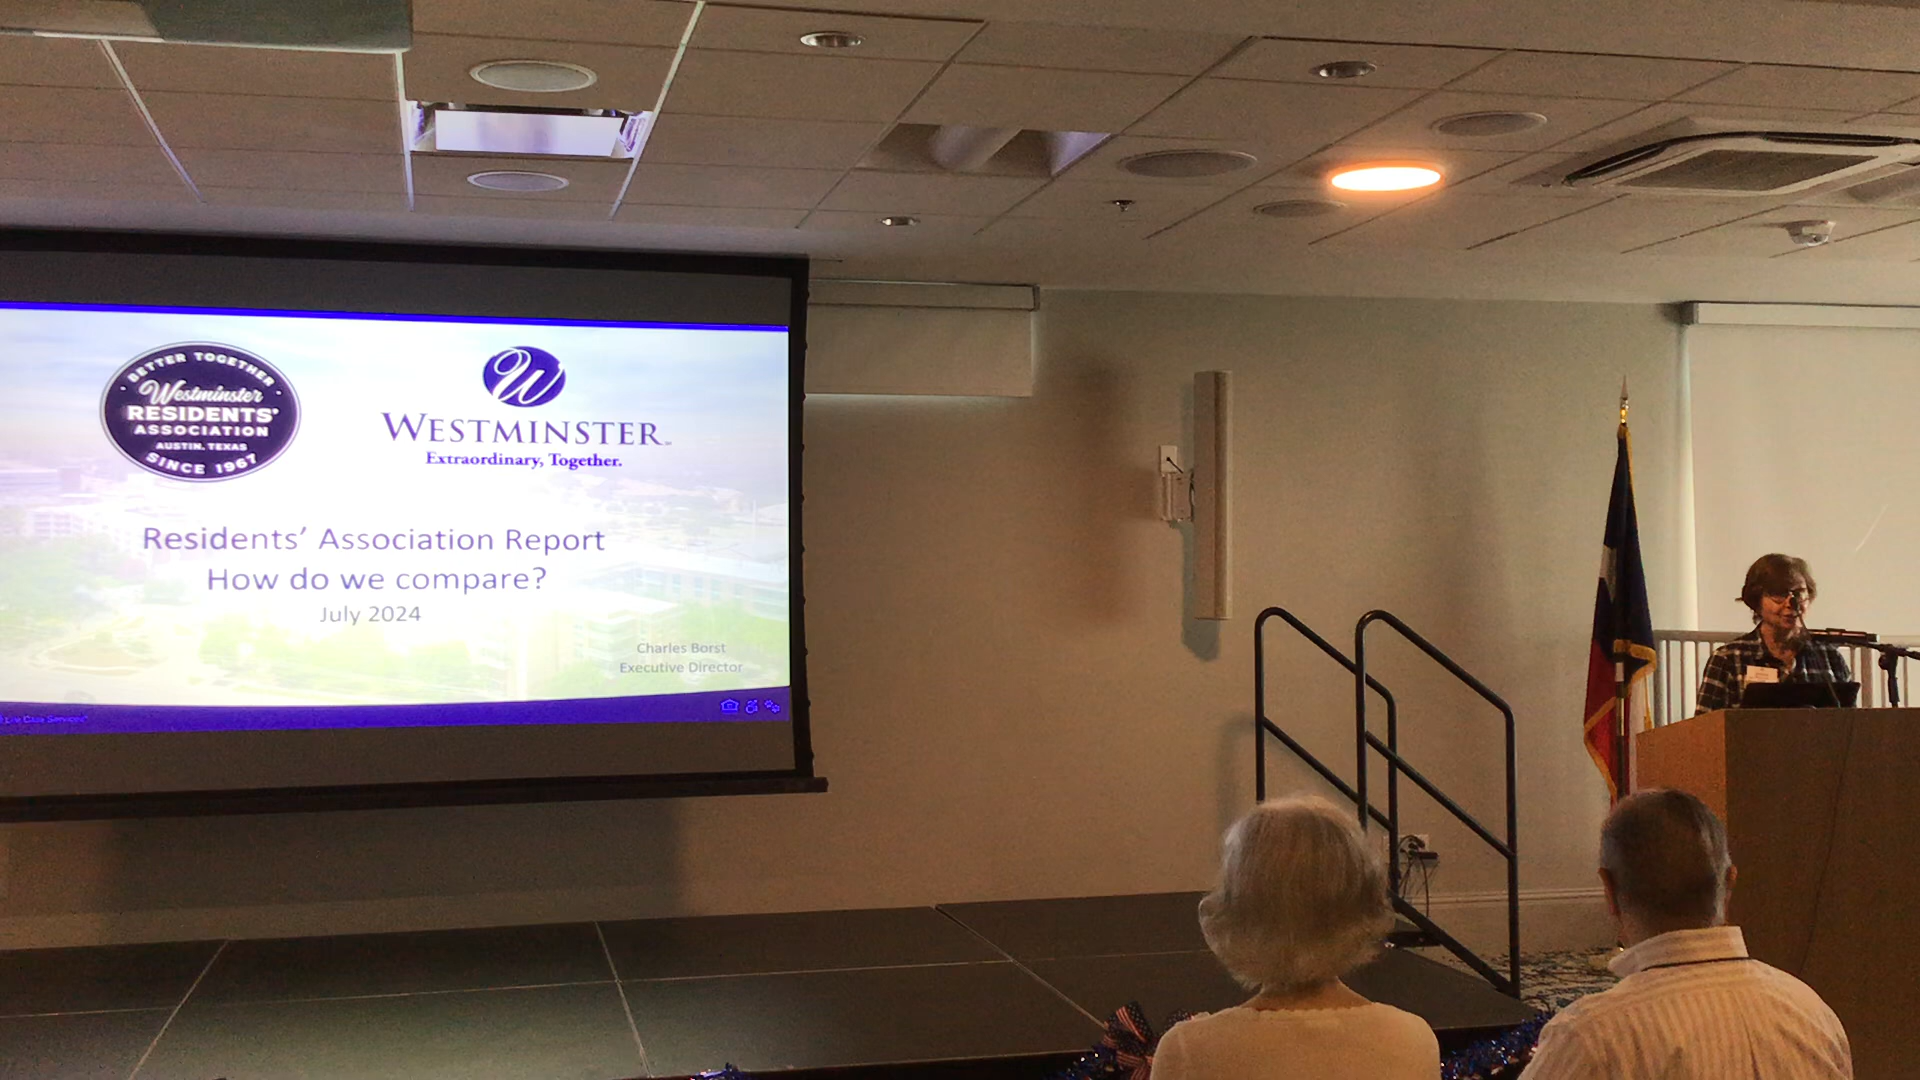 BETTER TOGETHER
Westminster
RESIDENTS'
ASSOCIATION
AUSTIN, TEXAS
SINCE 1967
W
WESTMINSTER
Extraordinary, Together.
Residents' Association Report
How do we compare?
July 2024
Charles Borst
Executive Director